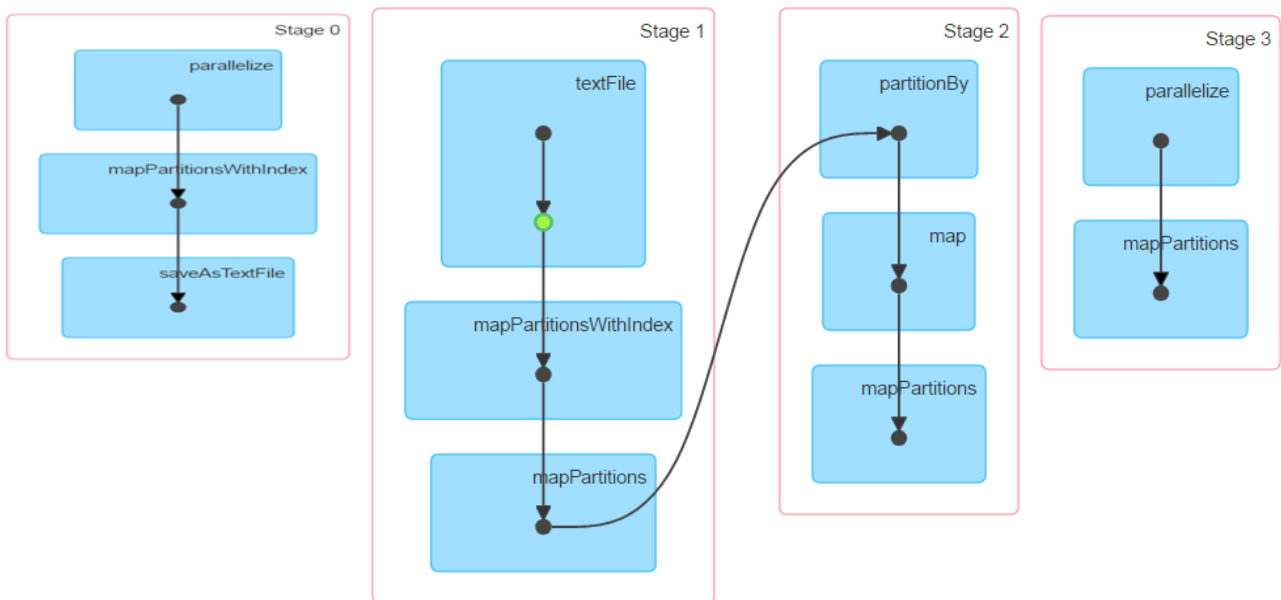 Stage 0
parallelize
mapPartitionsWithIndex
saveAsTextFile
Stage 1
textFile
mapPartitionsWithIndex
mapPartitions
Stage 2
partitionBy
map
mapPartitions
Stage 3
parallelize
mapPartitions